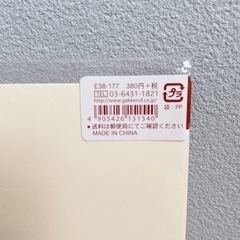 E38-177　380円＋税
TEL 03-6431-1821
http://www.gakkensf.co.jp/
プラ
袋：PP
4 905426 151540
●送料は郵便局にてご確認ください
MADE IN CHINA